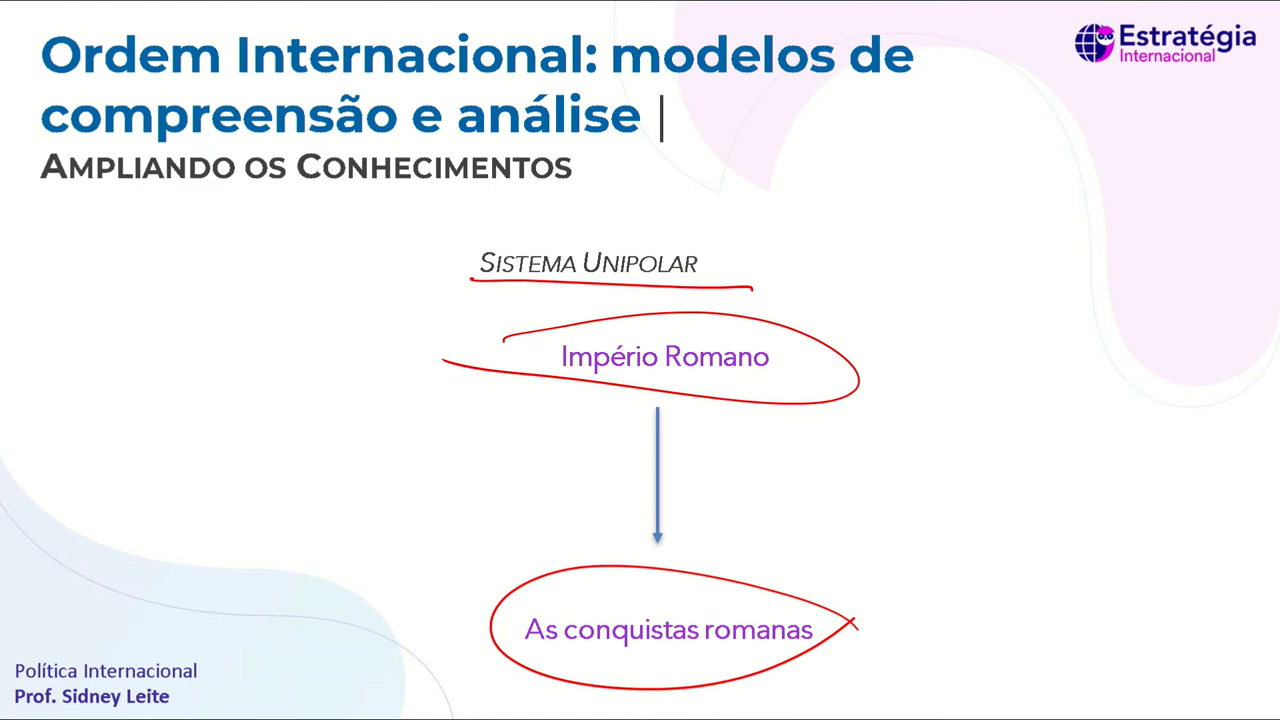 Ordem Internacional: modelos de
compreensão e análise |
AMPLIANDO OS CONHECIMENTOS
Estratégia
Internacional
SISTEMA UNIPOLAR
Império Romano
As conquistas romanas
Política Internacional
Prof. Sidney Leite